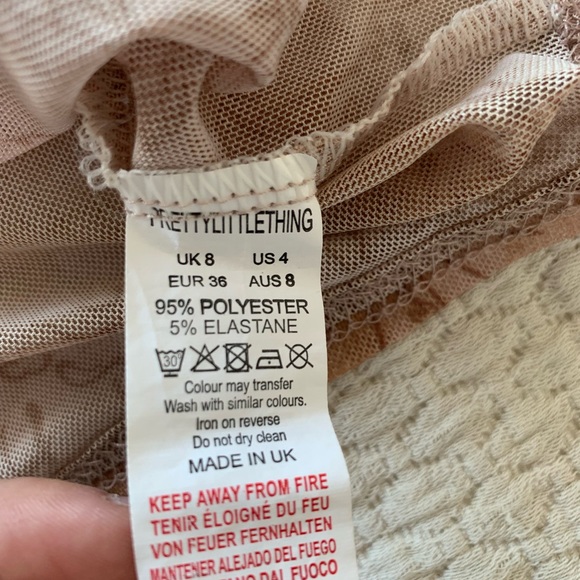 PRETTYLITTLETHING
UK 8 US 4
EUR 36 AUS 8
95% POLYESTER
5% ELASTANE
30
Colour may transfer
Wash with similar colours.
Iron on reverse
Do not dry clean
MADE IN UK
KEEP AWAY FROM FIRE
TENIR ÉLOIGNÉ DU FEU
VON FEUER FERNHALTEN
MANTENER ALEJADO DEL FUEGO
DAL FUOCO